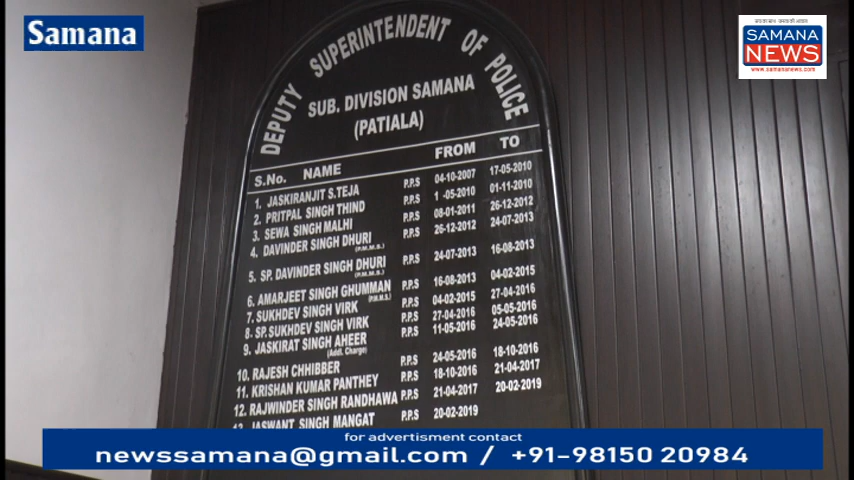 Samana
सच का साथ
SAMANA
NEWS
www.samananews.com
DEPUTY SUPERINTENDENT OF POLICE
SUB. DIVISION SAMANA
(PATIALA)
S.No. NAME FROM TO
1. JASKIRANJIT S.TEJA P.P.S 04-10-2007 17-05-2010
2. PRITPAL SINGH THIND P.P.S 1 -05-2010 01-11-2010
3. SEWA SINGH MALHI P.P.S 08-01-2011 26-12-2012
4. DAVINDER SINGH DHURI P.P.S 26-12-2012 24-07-2013
(P.M.M.S.)
5. SP. DAVINDER SINGH DHURI P.P.S 24-07-2013 16-08-2013
(P.M.M.S.)
6. AMARJEET SINGH GHUMMAN P.P.S 16-08-2013 04-02-2015
(P.M.M.S.)
7. SUKHDEV SINGH VIRK P.P.S 04-02-2015 27-04-2016
8. SP. SUKHDEV SINGH VIRK P.P.S 27-04-2016 05-05-2016
9. JASKIRAT SINGH AHEER P.P.S 11-05-2016 24-05-2016
(Addl. Charge)
10. RAJESH CHHIBBER P.P.S 24-05-2016 18-10-2016
11. KRISHAN KUMAR PANTHEY P.P.S 18-10-2016 21-04-2017
12. RAJWINDER SINGH RANDHAWA P.P.S 21-04-2017 20-02-2019
13. JASWANT SINGH MANGAT P.P.S 20-02-2019
for advertisment contact
newssamana@gmail.com / +91-98150 20984